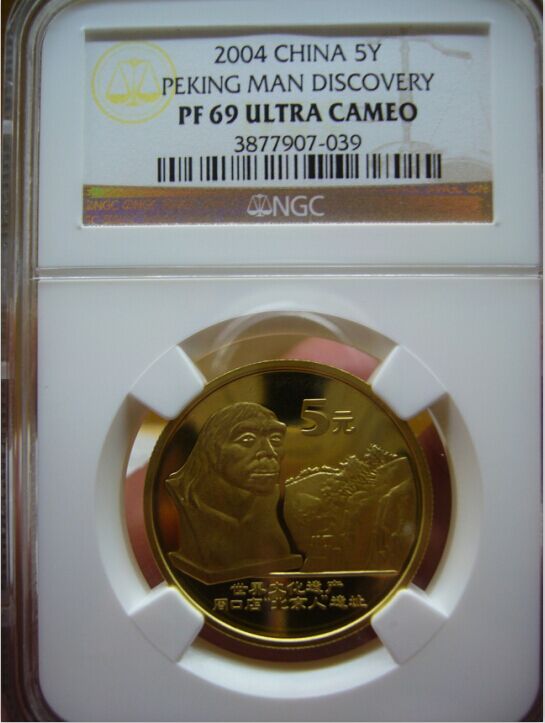 2004 CHINA 5Y
PEKING MAN DISCOVERY
PF 69 ULTRA CAMEO
3877907-039
NGC
5元
世界文化遗产
周口店"北京人"遗址